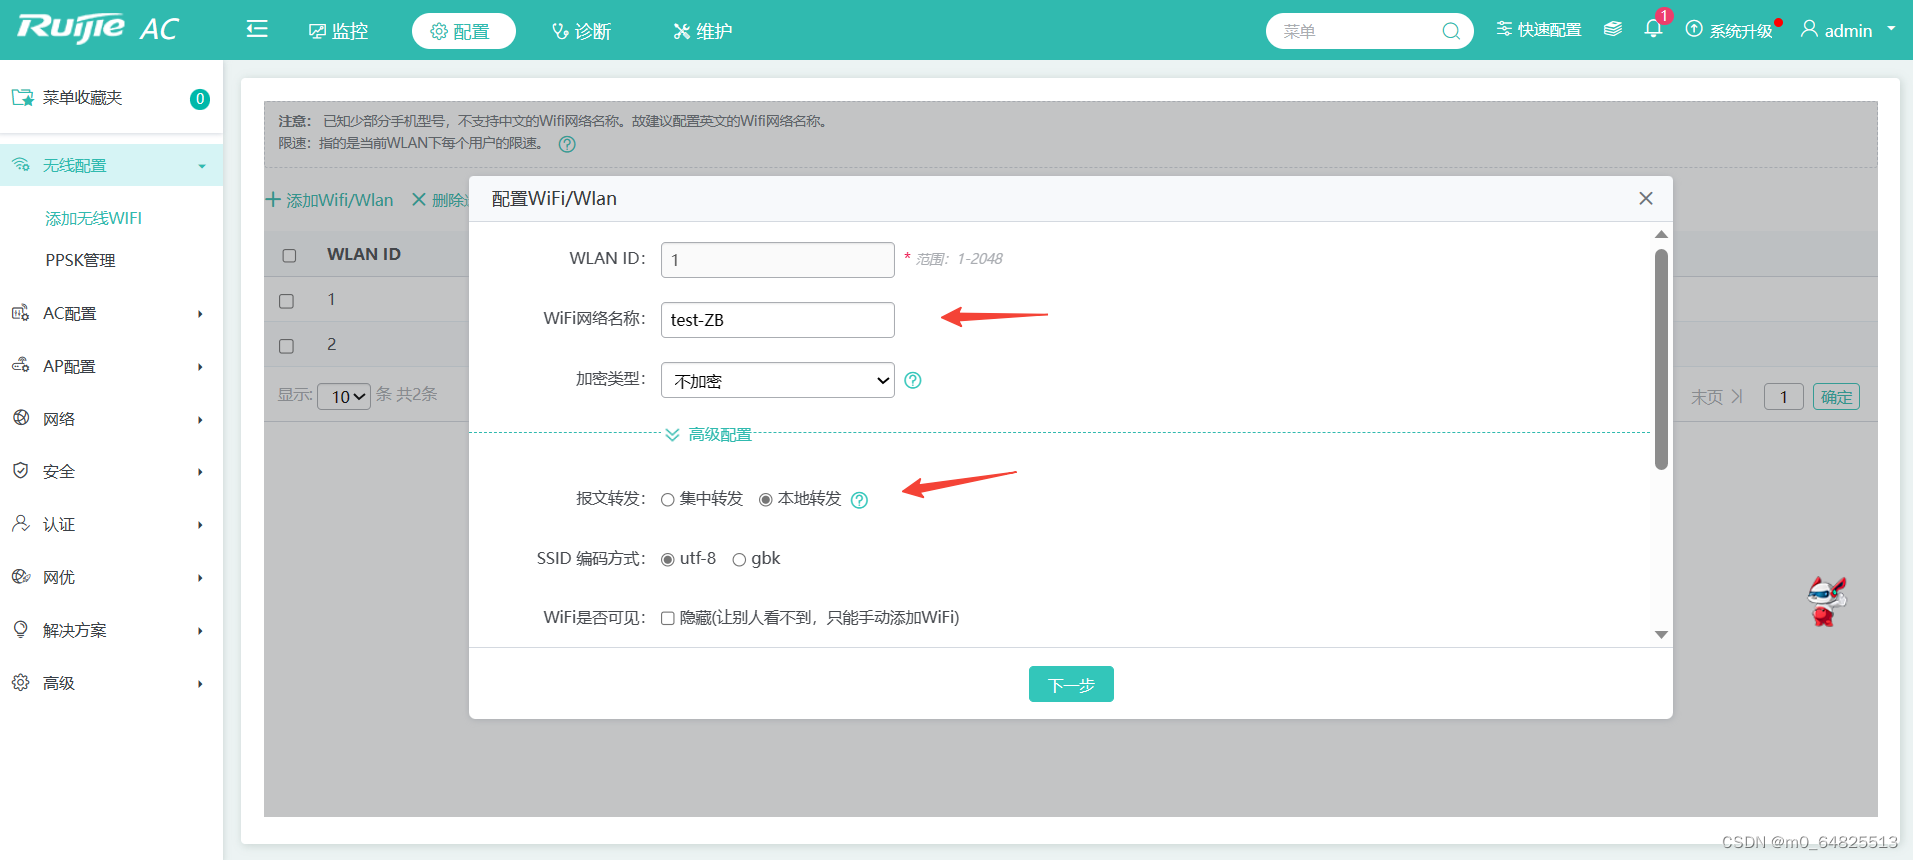 Ruijie AC
监控
配置
诊断
维护
菜单
快速配置
1
系统升级
admin
菜单收藏夹
0
无线配置
添加无线WIFI
PPSK管理
AC配置
AP配置
网络
安全
认证
网优
解决方案
高级
注意： 已知少部分手机型号，不支持中文的Wifi网络名称。故建议配置英文的Wifi网络名称。
限速：指的是当前WLAN下每个用户的限速。 ?
添加Wifi/Wlan
删除
WLAN ID
1
2
显示: 10 条 共2条
末页 1 确定
配置WiFi/Wlan
WLAN ID： 1 * 范围：1-2048
WiFi网络名称： test-ZB
加密类型： 不加密 ?
高级配置
报文转发： 集中转发 本地转发 ?
SSID 编码方式： utf-8 gbk
WiFi是否可见： 隐藏(让别人看不到，只能手动添加WiFi)
下一步
CSDN @m0_64825513